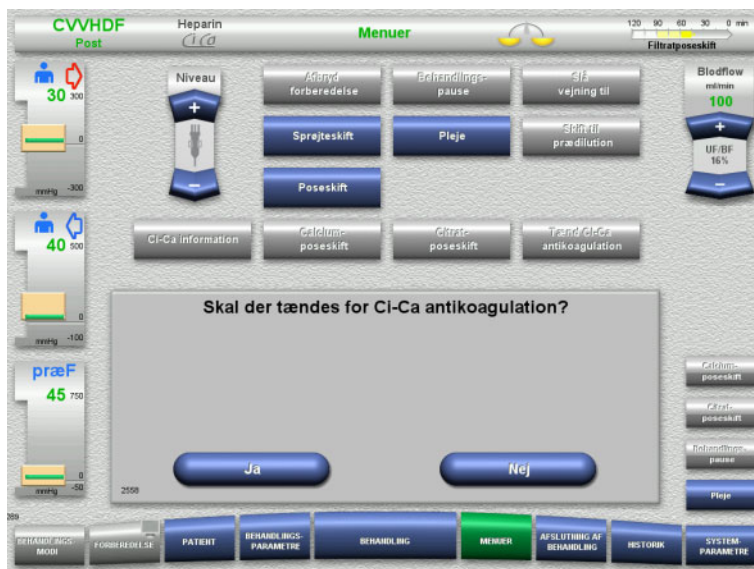 CVVHDF
Post
Heparin
Ci Ca
Menuer
120 90 60 30 0 min
Filtratposeskift
30 300
0
mmHg -300
Niveau
+
−
Afbryd
forberedelse
Behandlings-
pause
Slå
vejning til
Sprøjteskift
Pleje
Skift til
prædilution
Poseskift
Blodflow
ml/min
100
+
UF/BF
16%
−
40 500
0
mmHg -100
Ci-Ca information
Calcium-
poseskift
Citrat-
poseskift
Tænd Ci-Ca
antikoagulation
Skal der tændes for Ci-Ca antikoagulation?
Ja
Nej
2558
præF
45 750
0
mmHg -50
Calcium-
poseskift
Citrat-
poseskift
Behandlings-
pause
Pleje
BEHANDLINGS-
MODI
FORBEREDELSE
PATIENT
BEHANDLINGS-
PARAMETRE
BEHANDLING
MENUER
AFSLUTNING AF
BEHANDLING
HISTORIK
SYSTEM-
PARAMETRE